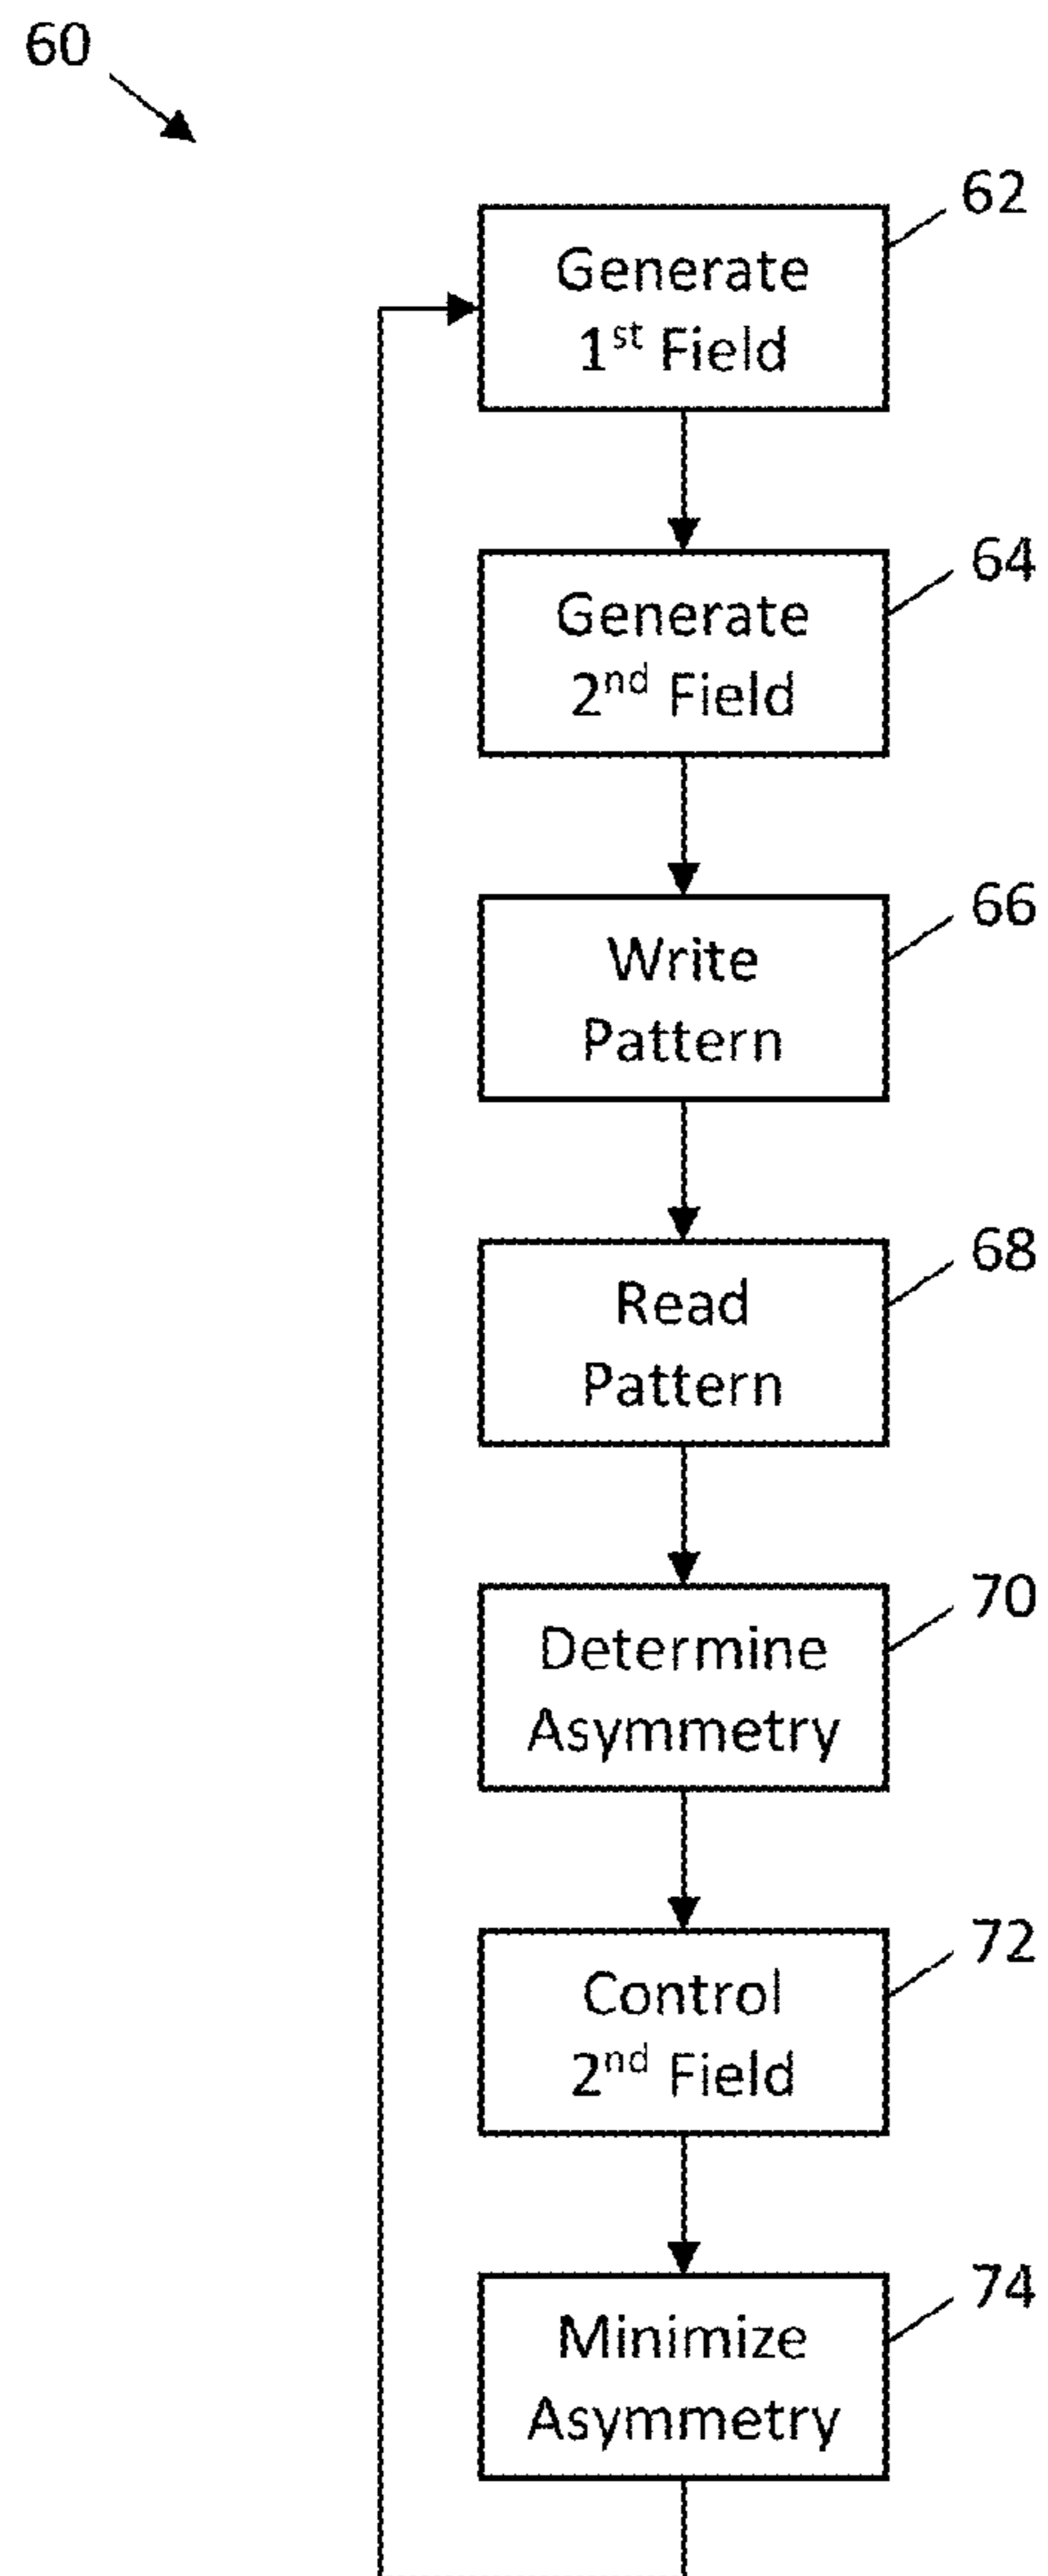 60
62
Generate
1st Field
64
Generate
2nd Field
66
Write
Pattern
68
Read
Pattern
70
Determine
Asymmetry
72
Control
2nd Field
74
Minimize
Asymmetry